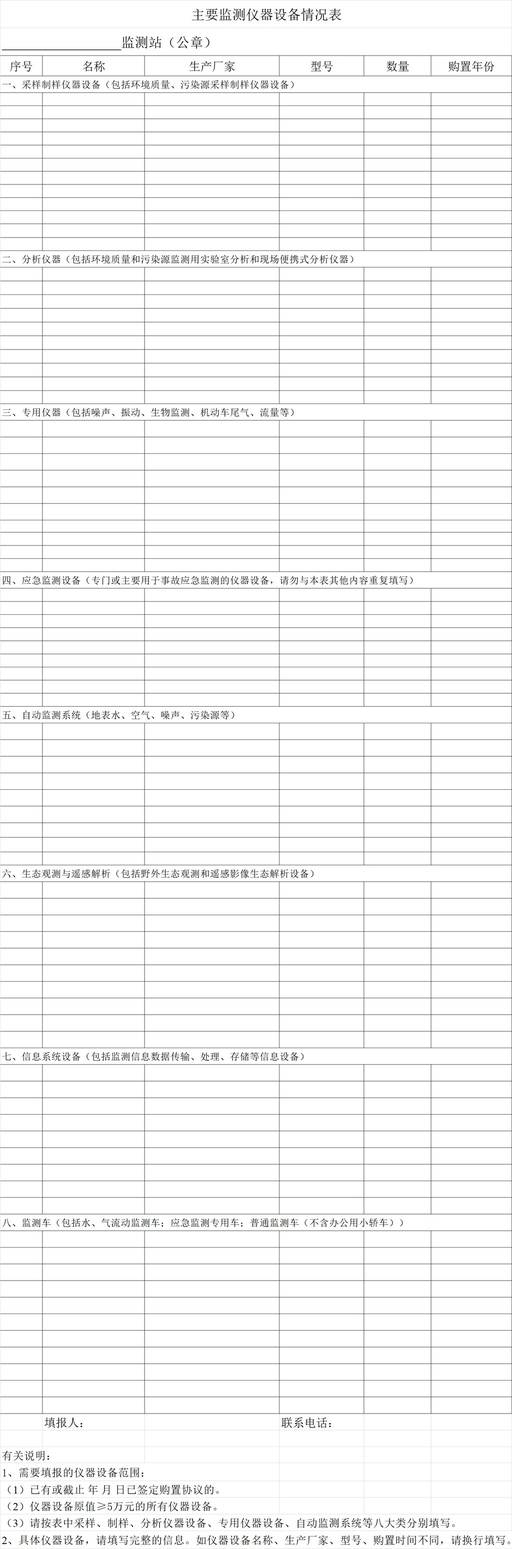 主要监测仪器设备情况表
监测站（公章）
序号 名称 生产厂家 型号 数量 购置年份
一、采样制样仪器设备（包括环境质量、污染源采样制样仪器设备）
二、分析仪器（包括环境质量和污染源监测用实验室分析和现场便携式分析仪器）
三、专用仪器（包括噪声、振动、生物监测、机动车尾气、流量等）
四、应急监测设备（专门或主要用于事故应急监测的仪器设备，请勿与本表其他内容重复填写）
五、自动监测系统（地表水、空气、噪声、污染源等）
六、生态观测与遥感解析（包括野外生态观测和遥感影像生态解析设备）
七、信息系统设备（包括监测信息数据传输、处理、存储等信息设备）
八、监测车（包括水、气流动监测车；应急监测专用车；普通监测车（不含办公用小轿车））
填报人： 联系电话：
有关说明：
1、需要填报的仪器设备范围：
（1）已有或截止 年 月 日已签定购置协议的。
（2）仪器设备原值≥5万元的所有仪器设备。
（3）请按表中采样、制样、分析仪器设备、专用仪器设备、自动监测系统等八大类分别填写。
2、具体仪器设备，请填写完整的信息。如仪器设备名称、生产厂家、型号、购置时间不同，请换行填写。